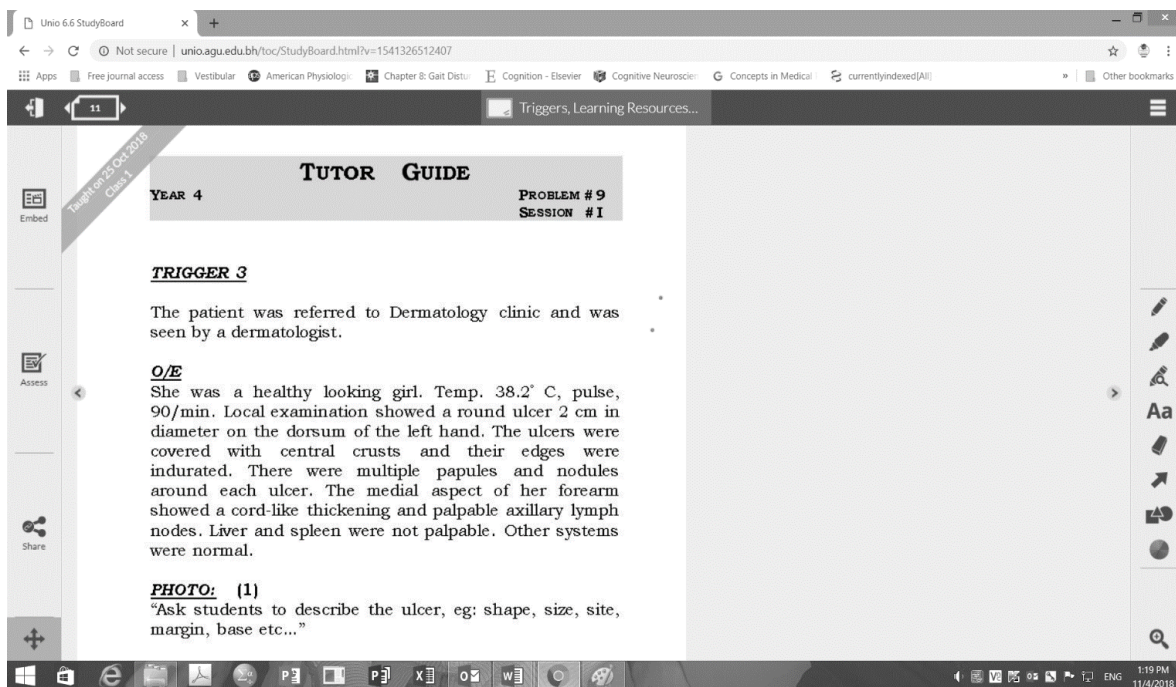 Unio 6.6 StudyBoard
Not secure | unio.agu.edu.bh/toc/StudyBoard.html?v=1541326512407
Apps Free journal access Vestibular American Physiologic Chapter 8: Gait Distur Cognition - Elsevier Cognitive Neuroscien Concepts in Medical currentlyindexed[All] » Other bookmarks
11 Triggers, Learning Resources...
Taught on 25 Oct 2018
Class 1
Embed
Assess
Share
TUTOR GUIDE
YEAR 4 PROBLEM # 9
SESSION # I
TRIGGER 3
The patient was referred to Dermatology clinic and was
seen by a dermatologist.
O/E
She was a healthy looking girl. Temp. 38.2° C, pulse,
90/min. Local examination showed a round ulcer 2 cm in
diameter on the dorsum of the left hand. The ulcers were
covered with central crusts and their edges were
indurated. There were multiple papules and nodules
around each ulcer. The medial aspect of her forearm
showed a cord-like thickening and palpable axillary lymph
nodes. Liver and spleen were not palpable. Other systems
were normal.
PHOTO: (1)
“Ask students to describe the ulcer, eg: shape, size, site,
margin, base etc...”
Aa
ENG
1:19 PM
11/4/2018